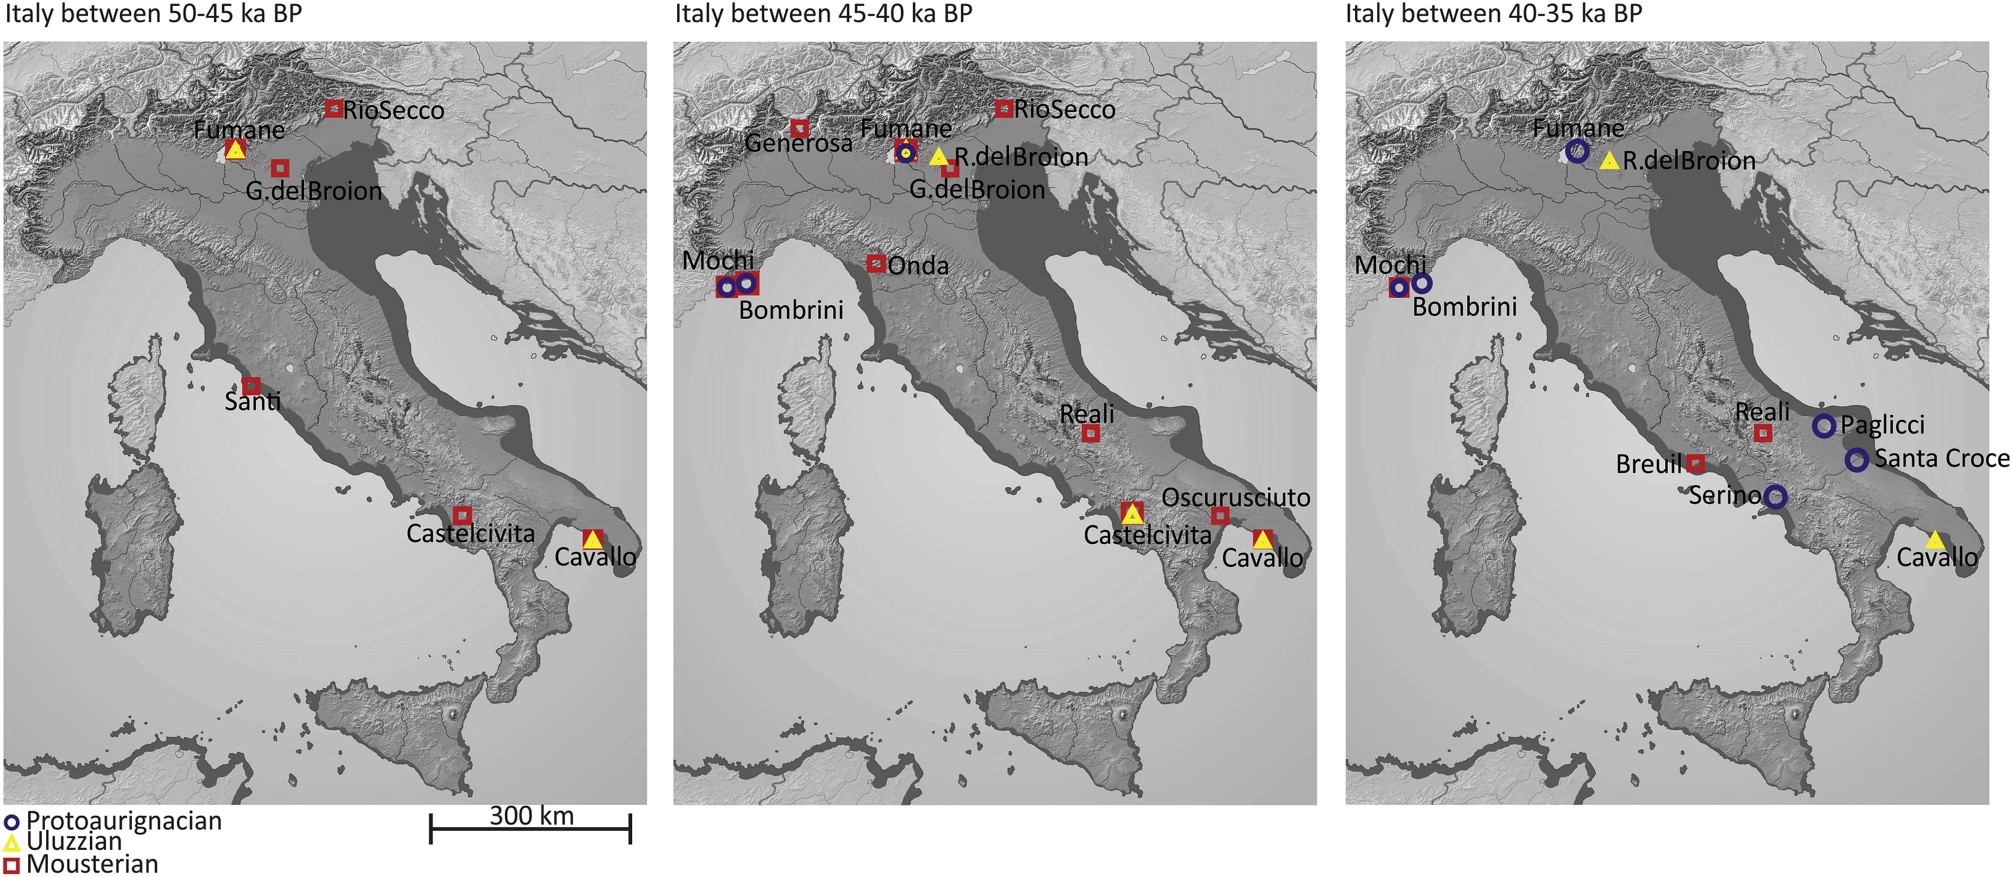 Italy between 50-45 ka BP
RioSecco
Fumane
G.delBroion
Santi
Castelcivita
Cavallo
Italy between 45-40 ka BP
RioSecco
Generosa
Fumane
R.delBroion
G.delBroion
Mochi
Onda
Bombrini
Reali
Oscurusciuto
Castelcivita
Cavallo
Italy between 40-35 ka BP
Fumane
R.delBroion
Mochi
Bombrini
Reali
Paglicci
Breuil
Santa Croce
Serino
Cavallo
Protoaurignacian
Uluzzian
Mousterian
300 km